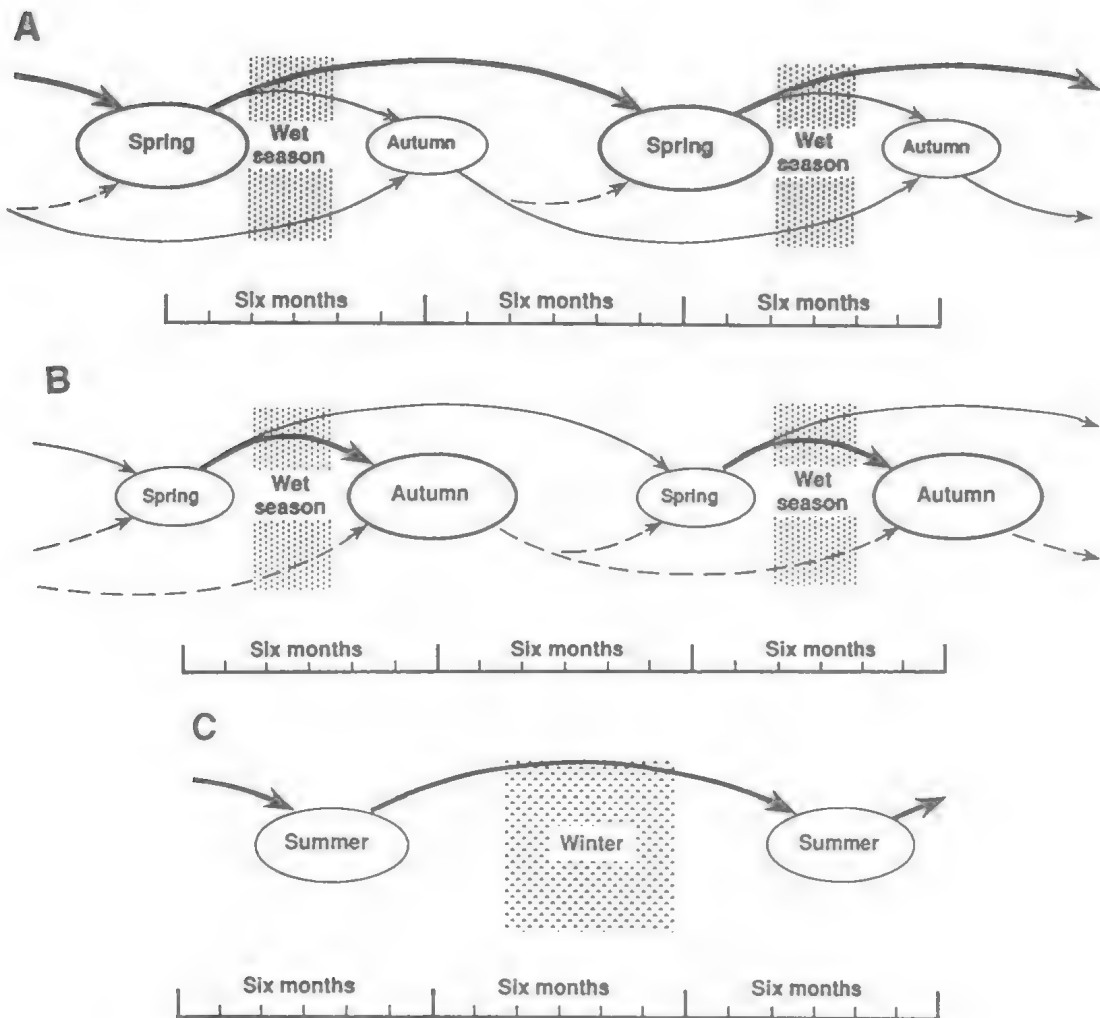 A
Spring
Wet
season
Autumn
Spring
Wet
season
Autumn
Six months
Six months
Six months
B
Spring
Wet
season
Autumn
Spring
Wet
season
Autumn
Six months
Six months
Six months
C
Summer
Winter
Summer
Six months
Six months
Six months